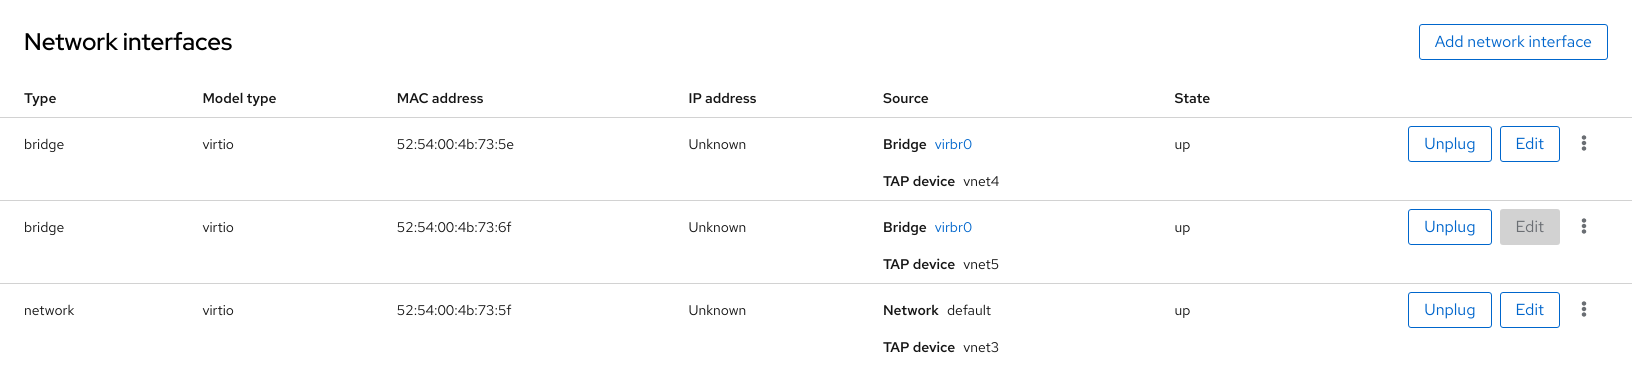 Network interfaces Add network interface
Type Model type MAC address IP address Source State
bridge virtio 52:54:00:4b:73:5e Unknown Bridge virbr0 up Unplug Edit
TAP device vnet4
bridge virtio 52:54:00:4b:73:6f Unknown Bridge virbr0 up Unplug Edit
TAP device vnet5
network virtio 52:54:00:4b:73:5f Unknown Network default up Unplug Edit
TAP device vnet3